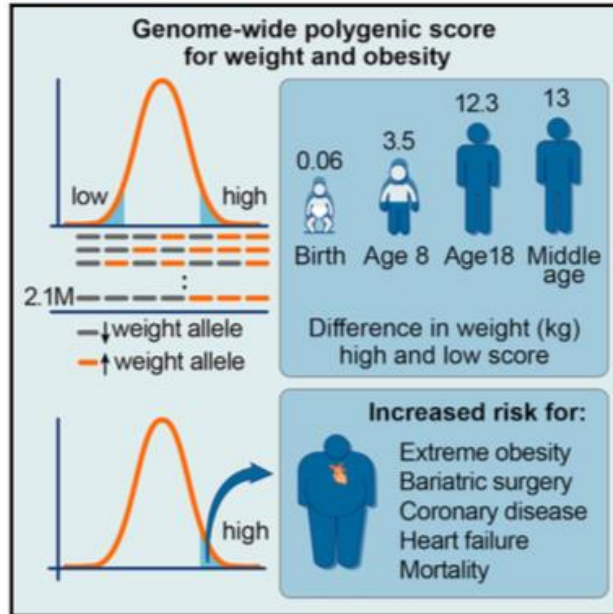 Genome-wide polygenic score
for weight and obesity
low
high
2.1M
↓weight allele
↑weight allele
0.06
3.5
12.3
13
Birth
Age 8
Age18
Middle
age
Difference in weight (kg)
high and low score
high
Increased risk for:
Extreme obesity
Bariatric surgery
Coronary disease
Heart failure
Mortality